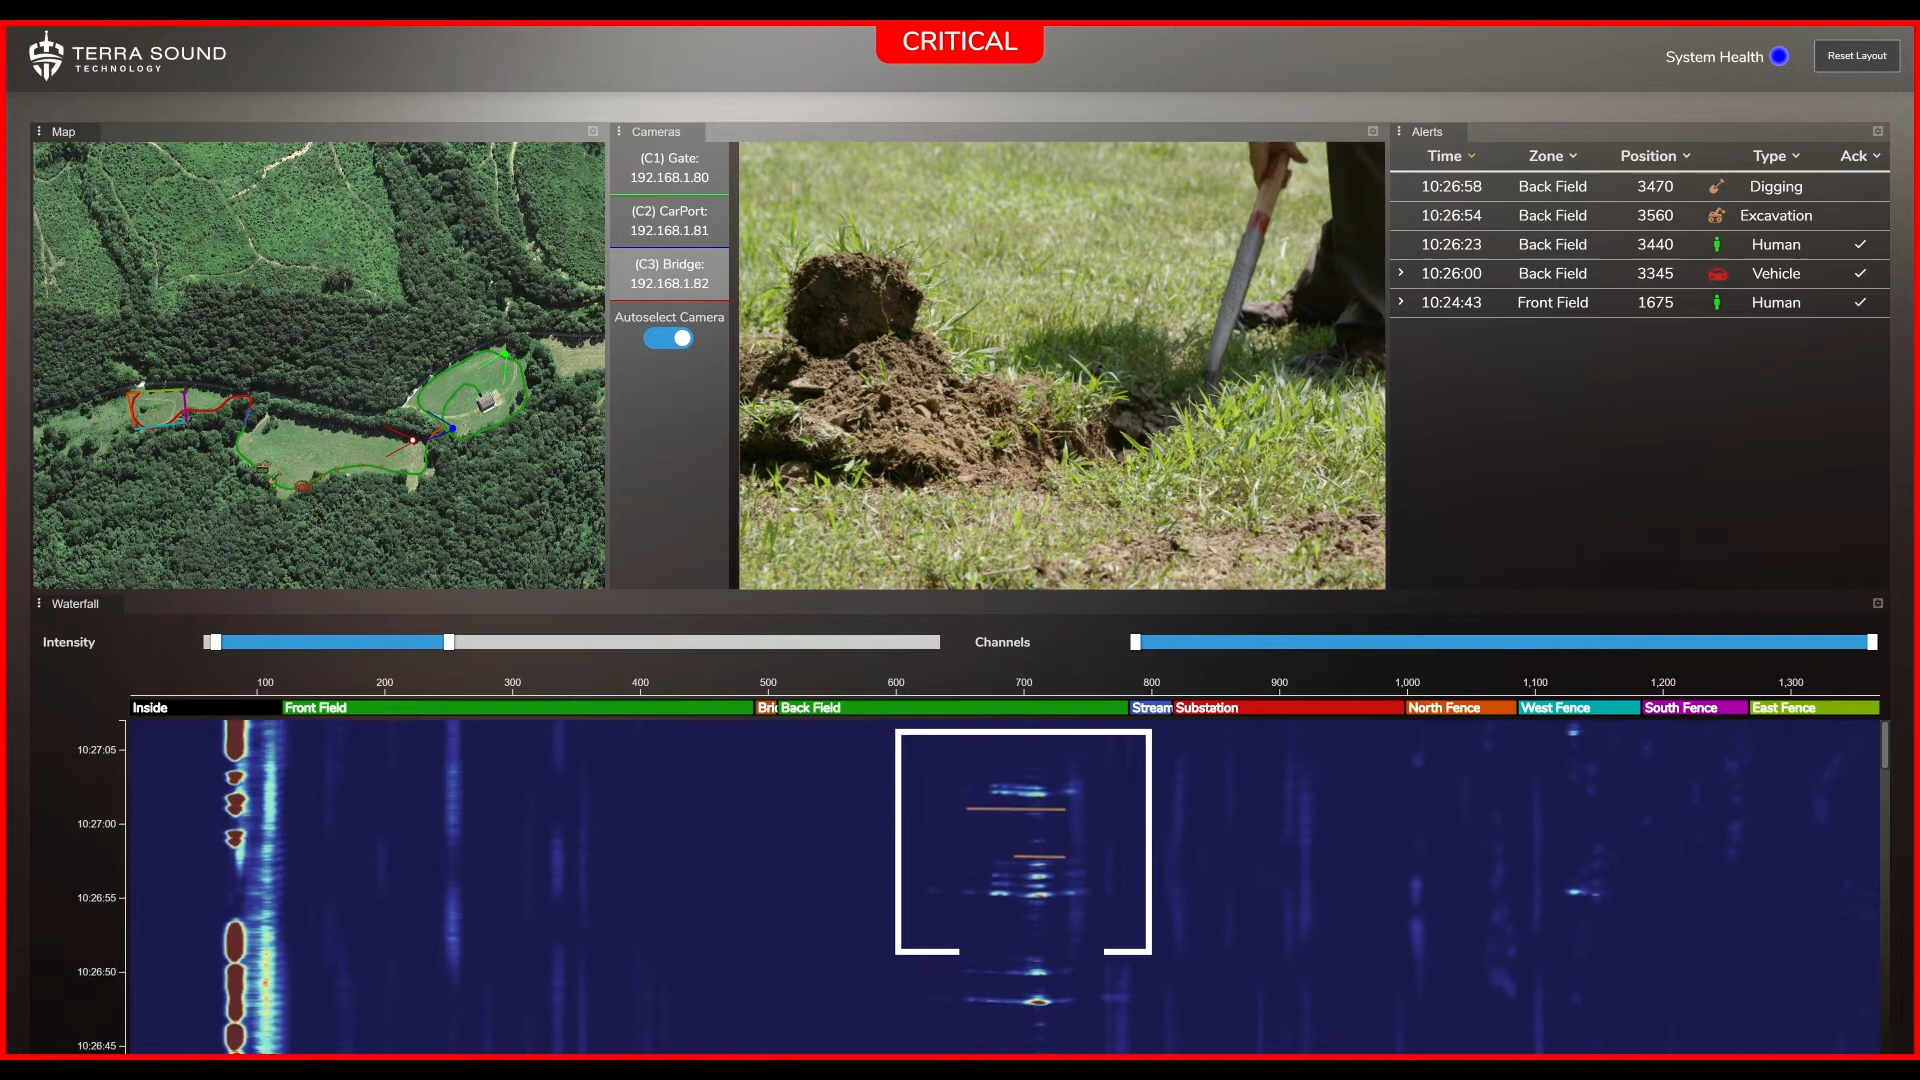 CRITICAL
TERRA SOUND
TECHNOLOGY
System Health
Reset Layout
Map
Cameras
(C1) Gate:
192.168.1.80
(C2) CarPort:
192.168.1.81
(C3) Bridge:
192.168.1.82
Autoselect Camera
Alerts
Time Zone Position Type Ack
10:26:58 Back Field 3470 Digging
10:26:54 Back Field 3560 Excavation
10:26:23 Back Field 3440 Human
10:26:00 Back Field 3345 Vehicle
10:24:43 Front Field 1675 Human
Waterfall
Intensity
Channels
100 200 300 400 500 600 700 800 900 1,000 1,100 1,200 1,300
Inside Front Field Bric Back Field Stream Substation North Fence West Fence South Fence East Fence
10:27:05
10:27:00
10:26:55
10:26:50
10:26:45